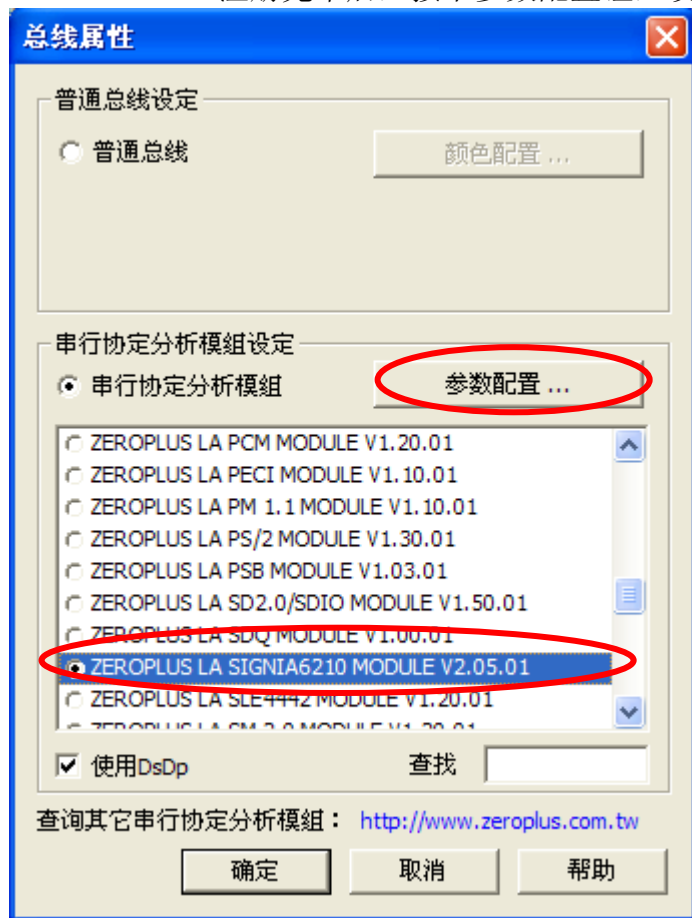 总线属性
普通总线设定
普通总线
颜色配置 ...
串行协定分析模组设定
串行协定分析模组
参数配置 ...
ZEROPLUS LA PCM MODULE V1.20.01
ZEROPLUS LA PECI MODULE V1.10.01
ZEROPLUS LA PM 1.1 MODULE V1.10.01
ZEROPLUS LA PS/2 MODULE V1.30.01
ZEROPLUS LA PSB MODULE V1.03.01
ZEROPLUS LA SD2.0/SDIO MODULE V1.50.01
ZEROPLUS LA SDQ MODULE V1.00.01
ZEROPLUS LA SIGNIA6210 MODULE V2.05.01
ZEROPLUS LA SLE4442 MODULE V1.20.01
使用DsDp
查找
查询其它串行协定分析模组： http://www.zeroplus.com.tw
确定
取消
帮助